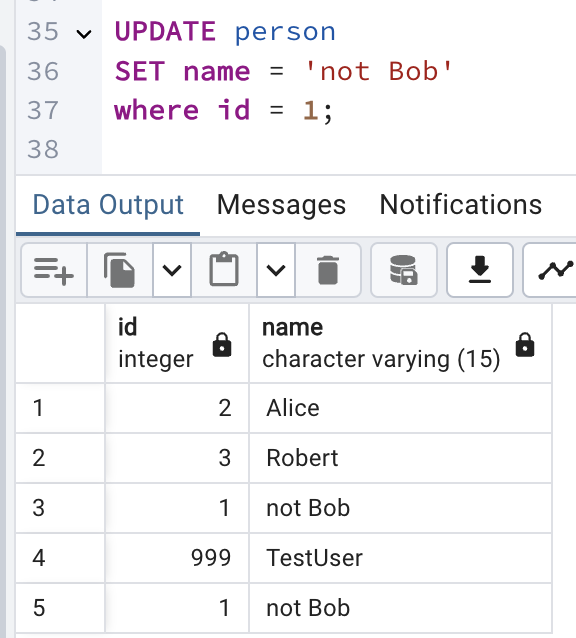 35 UPDATE person
36 SET name = 'not Bob'
37 where id = 1;
38
Data Output Messages Notifications
id name
integer character varying (15)
1 2 Alice
2 3 Robert
3 1 not Bob
4 999 TestUser
5 1 not Bob